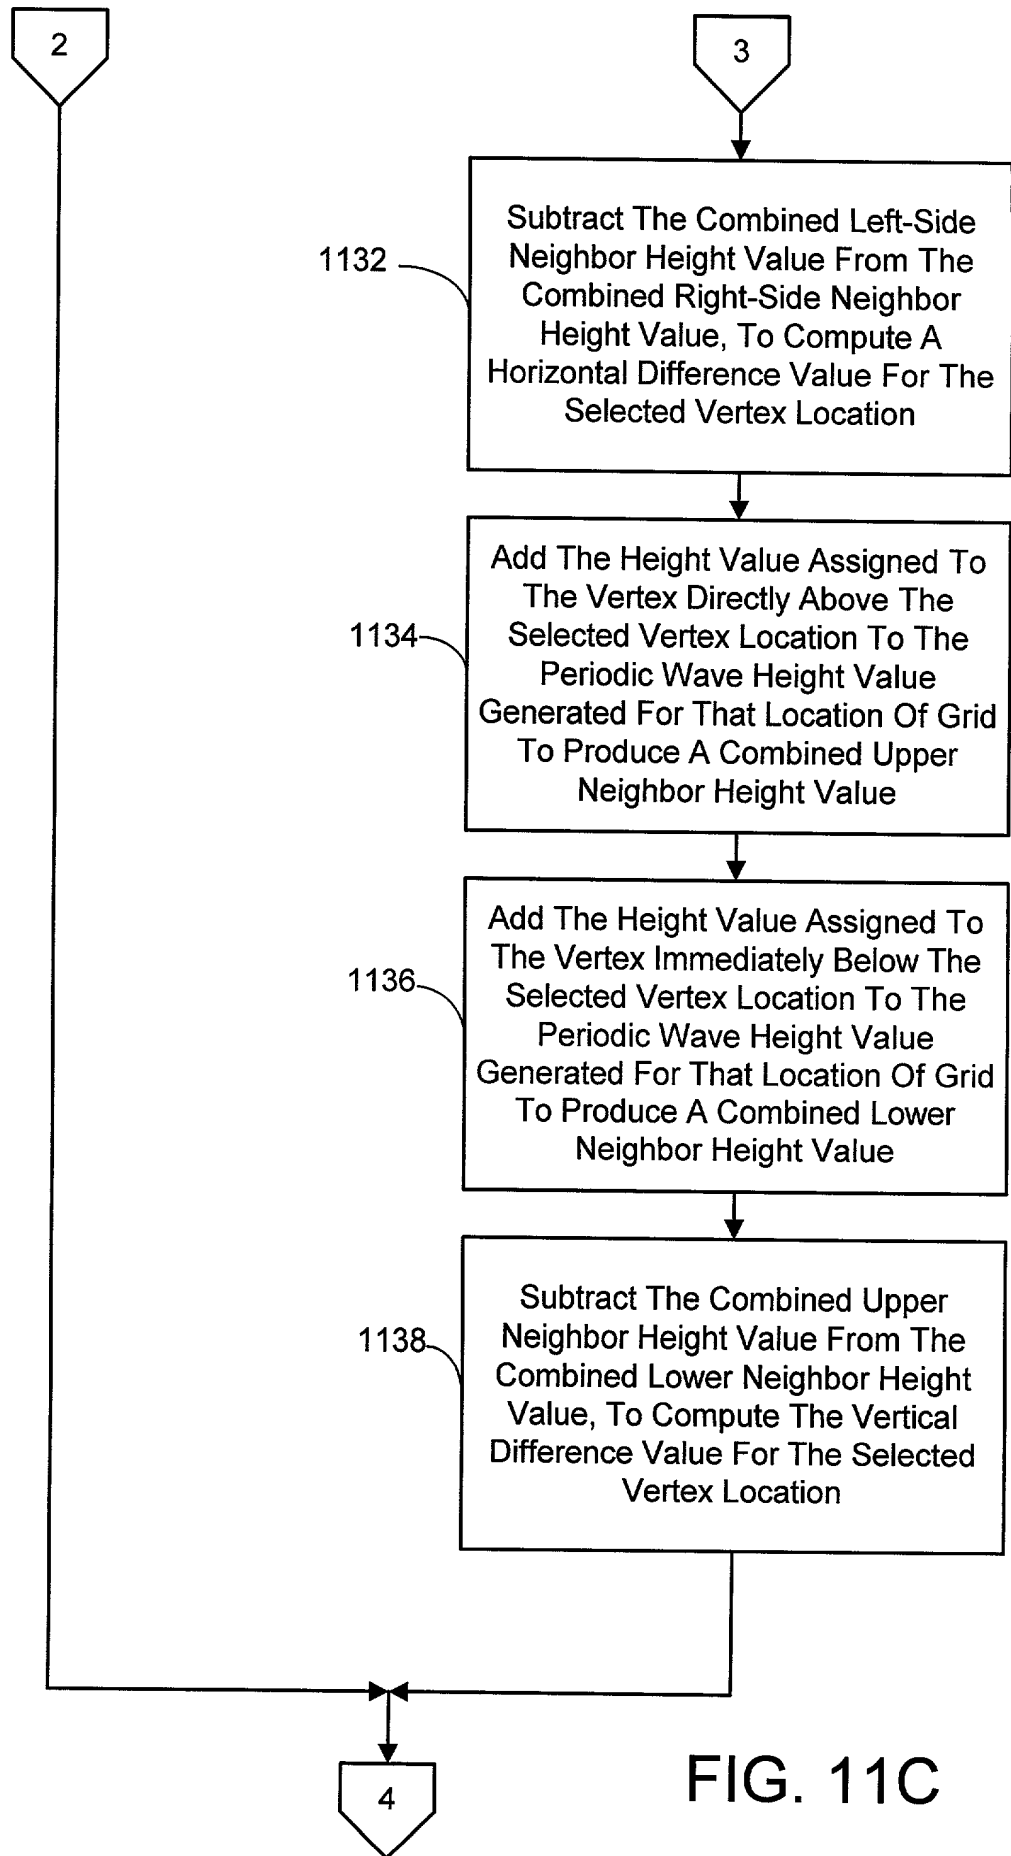 2
3
1132
Subtract The Combined Left-Side
Neighbor Height Value From The
Combined Right-Side Neighbor
Height Value, To Compute A
Horizontal Difference Value For The
Selected Vertex Location
1134
Add The Height Value Assigned To
The Vertex Directly Above The
Selected Vertex Location To The
Periodic Wave Height Value
Generated For That Location Of Grid
To Produce A Combined Upper
Neighbor Height Value
1136
Add The Height Value Assigned To
The Vertex Immediately Below The
Selected Vertex Location To The
Periodic Wave Height Value
Generated For That Location Of Grid
To Produce A Combined Lower
Neighbor Height Value
1138
Subtract The Combined Upper
Neighbor Height Value From The
Combined Lower Neighbor Height
Value, To Compute The Vertical
Difference Value For The Selected
Vertex Location
4
FIG. 11C